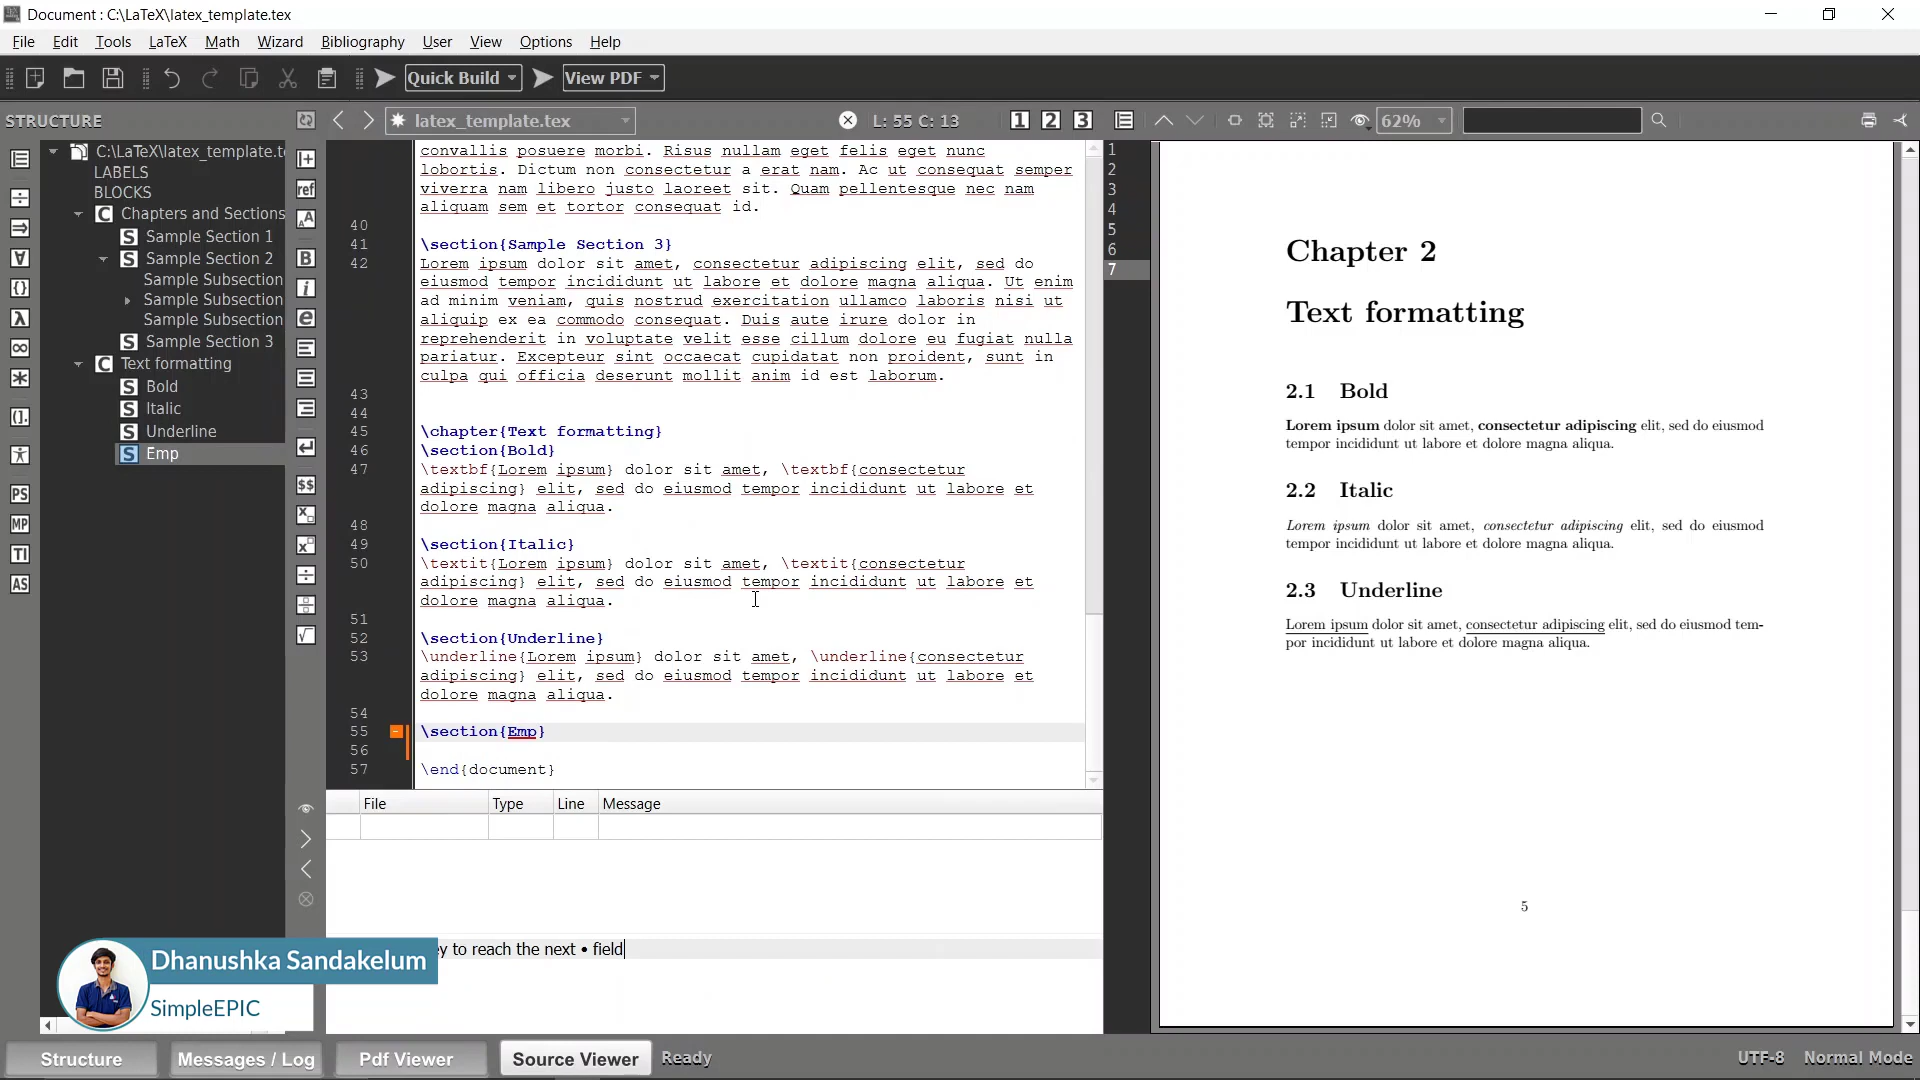 Document : C:\LaTeX\latex_template.tex
File Edit Tools LaTeX Math Wizard Bibliography User View Options Help
Quick Build View PDF
STRUCTURE
latex_template.tex
L: 55 C: 13
1 2 3
62%
C:\LaTeX\latex_template.t
LABELS
BLOCKS
C Chapters and Sections
S Sample Section 1
S Sample Section 2
Sample Subsection
Sample Subsection
Sample Subsection
S Sample Section 3
C Text formatting
S Bold
S Italic
S Underline
S Emp
PS
MP
TI
AS
ref
B
i
e
$$
convallis posuere morbi. Risus nullam eget felis eget nunc
lobortis. Dictum non consectetur a erat nam. Ac ut consequat semper
viverra nam libero justo laoreet sit. Quam pellentesque nec nam
aliquam sem et tortor consequat id.
40
41 \section{Sample Section 3}
42 Lorem ipsum dolor sit amet, consectetur adipiscing elit, sed do
eiusmod tempor incididunt ut labore et dolore magna aliqua. Ut enim
ad minim veniam, quis nostrud exercitation ullamco laboris nisi ut
aliquip ex ea commodo consequat. Duis aute irure dolor in
reprehenderit in voluptate velit esse cillum dolore eu fugiat nulla
pariatur. Excepteur sint occaecat cupidatat non proident, sunt in
culpa qui officia deserunt mollit anim id est laborum.
43
44
45 \chapter{Text formatting}
46 \section{Bold}
47 \textbf{Lorem ipsum} dolor sit amet, \textbf{consectetur
adipiscing} elit, sed do eiusmod tempor incididunt ut labore et
dolore magna aliqua.
48
49 \section{Italic}
50 \textit{Lorem ipsum} dolor sit amet, \textit{consectetur
adipiscing} elit, sed do eiusmod tempor incididunt ut labore et
dolore magna aliqua.
51
52 \section{Underline}
53 \underline{Lorem ipsum} dolor sit amet, \underline{consectetur
adipiscing} elit, sed do eiusmod tempor incididunt ut labore et
dolore magna aliqua.
54
55 \section{Emp}
56
57 \end{document}
File Type Line Message
ey to reach the next • field
Dhanushka Sandakelum
SimpleEPIC
1
2
3
4
5
6
7
Chapter 2
Text formatting
2.1 Bold
Lorem ipsum dolor sit amet, consectetur adipiscing elit, sed do eiusmod
tempor incididunt ut labore et dolore magna aliqua.
2.2 Italic
Lorem ipsum dolor sit amet, consectetur adipiscing elit, sed do eiusmod
tempor incididunt ut labore et dolore magna aliqua.
2.3 Underline
Lorem ipsum dolor sit amet, consectetur adipiscing elit, sed do eiusmod tem-
por incididunt ut labore et dolore magna aliqua.
5
Structure Messages / Log Pdf Viewer Source Viewer Ready
UTF-8 Normal Mode